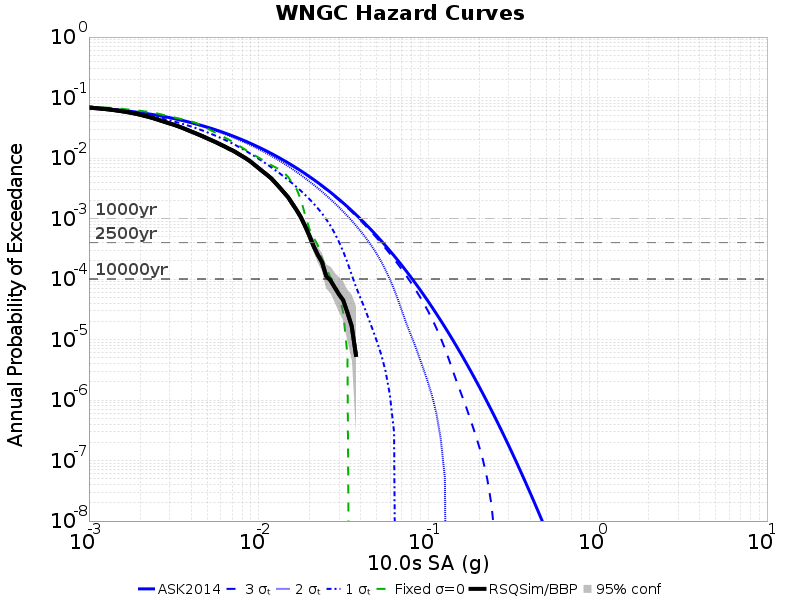 WNGC Hazard Curves
Annual Probability of Exceedance
10^0
10^-1
10^-2
10^-3
10^-4
10^-5
10^-6
10^-7
10^-8
1000yr
2500yr
10000yr
10^-3 10^-2 10^-1 10^0 10^1
10.0s SA (g)
ASK2014 3 σₜ 2 σₜ 1 σₜ Fixed σ=0 RSQSim/BBP 95% conf